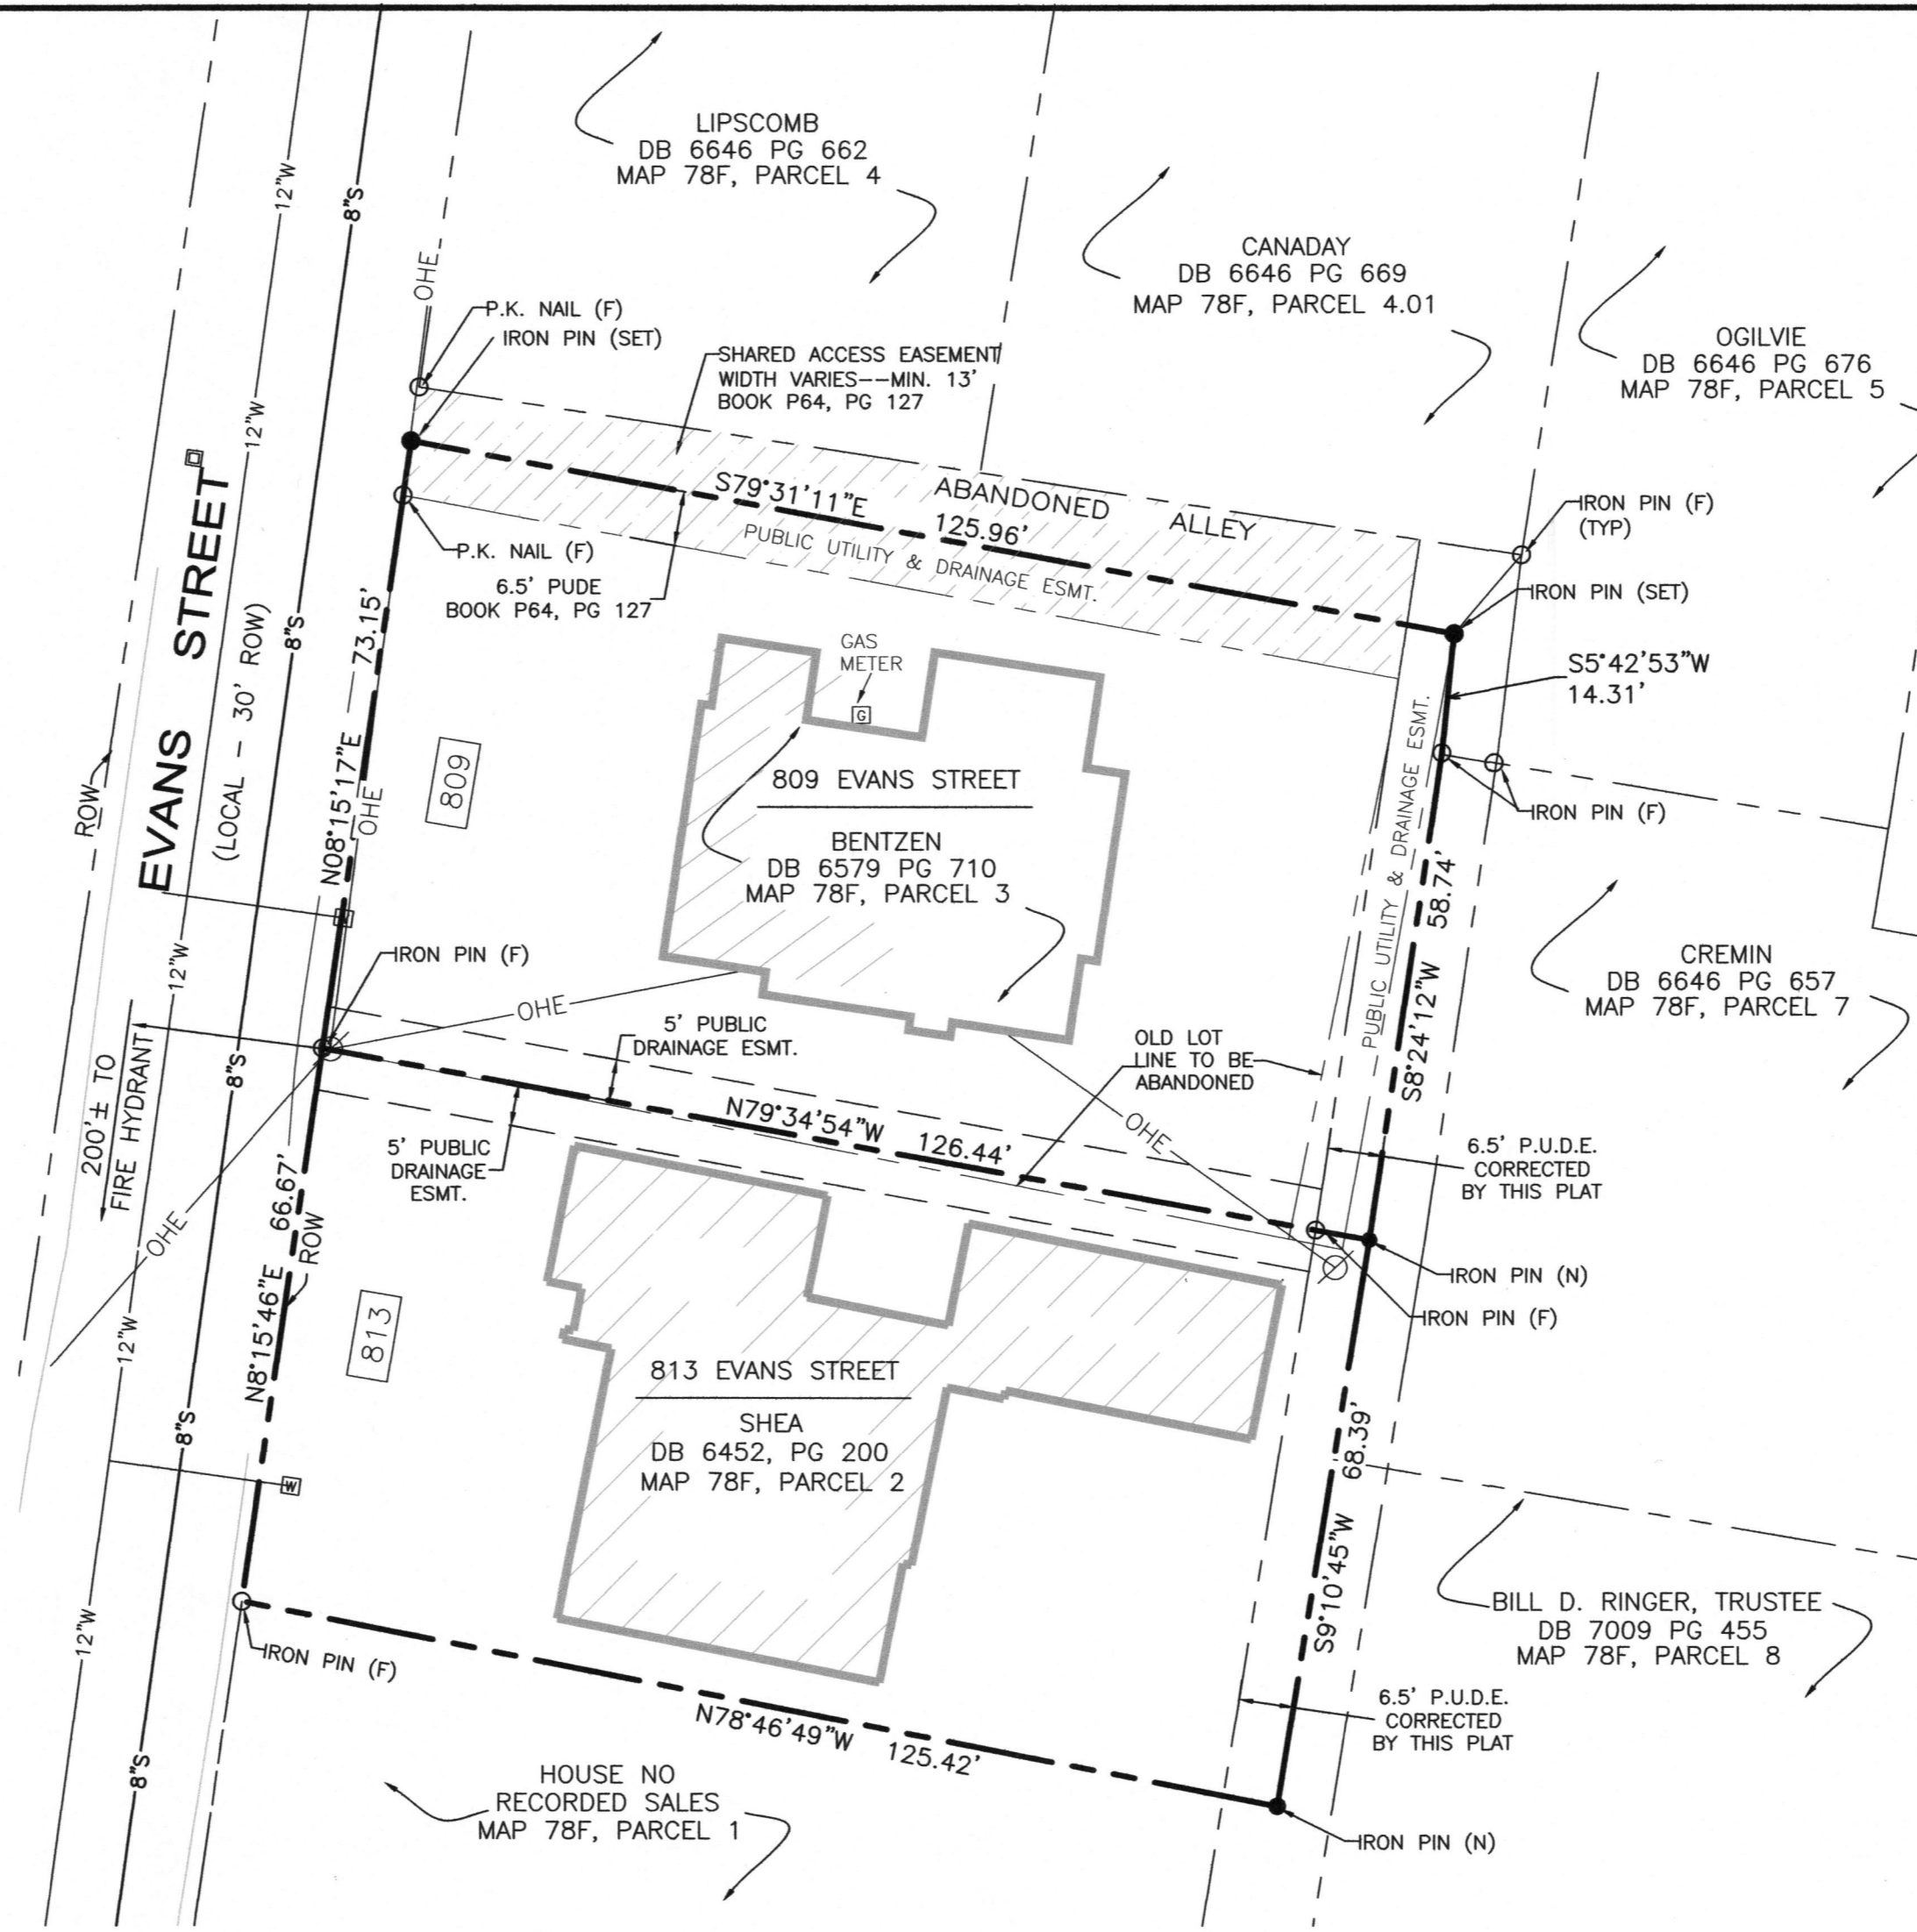 LIPSCOMB
DB 6646 PG 662
MAP 78F, PARCEL 4
CANADAY
DB 6646 PG 669
MAP 78F, PARCEL 4.01
OGILVIE
DB 6646 PG 676
MAP 78F, PARCEL 5
12"W
8"S
OHE
P.K. NAIL (F)
IRON PIN (SET)
SHARED ACCESS EASEMENT
WIDTH VARIES--MIN. 13'
BOOK P64, PG 127
12"W
S79°31'11"E
125.96'
ABANDONED ALLEY
PUBLIC UTILITY & DRAINAGE ESMT.
IRON PIN (F)
(TYP)
IRON PIN (SET)
P.K. NAIL (F)
6.5' PUDE
BOOK P64, PG 127
S5°42'53"W
14.31'
EVANS STREET
(LOCAL - 30' ROW)
8"S
ROW
N08°15'17"E 73.15'
OHE
809
GAS
METER
G
809 EVANS STREET
BENTZEN
DB 6579 PG 710
MAP 78F, PARCEL 3
PUBLIC UTILITY & DRAINAGE ESMT.
IRON PIN (F)
S8°24'12"W 58.74'
CREMIN
DB 6646 PG 657
MAP 78F, PARCEL 7
12"W
IRON PIN (F)
OHE
5' PUBLIC
DRAINAGE ESMT.
OLD LOT
LINE TO BE
ABANDONED
8"S
200'± TO
FIRE HYDRANT
N79°34'54"W 126.44'
OHE
5' PUBLIC
DRAINAGE
ESMT.
6.5' P.U.D.E.
CORRECTED
BY THIS PLAT
OHE
N8°15'46"E 66.67'
ROW
IRON PIN (N)
IRON PIN (F)
12"W
813
813 EVANS STREET
SHEA
DB 6452, PG 200
MAP 78F, PARCEL 2
8"S
W
S9°10'45"W 68.39'
BILL D. RINGER, TRUSTEE
DB 7009 PG 455
MAP 78F, PARCEL 8
12"W
IRON PIN (F)
N78°46'49"W 125.42'
6.5' P.U.D.E.
CORRECTED
BY THIS PLAT
8"S
HOUSE NO
RECORDED SALES
MAP 78F, PARCEL 1
IRON PIN (N)